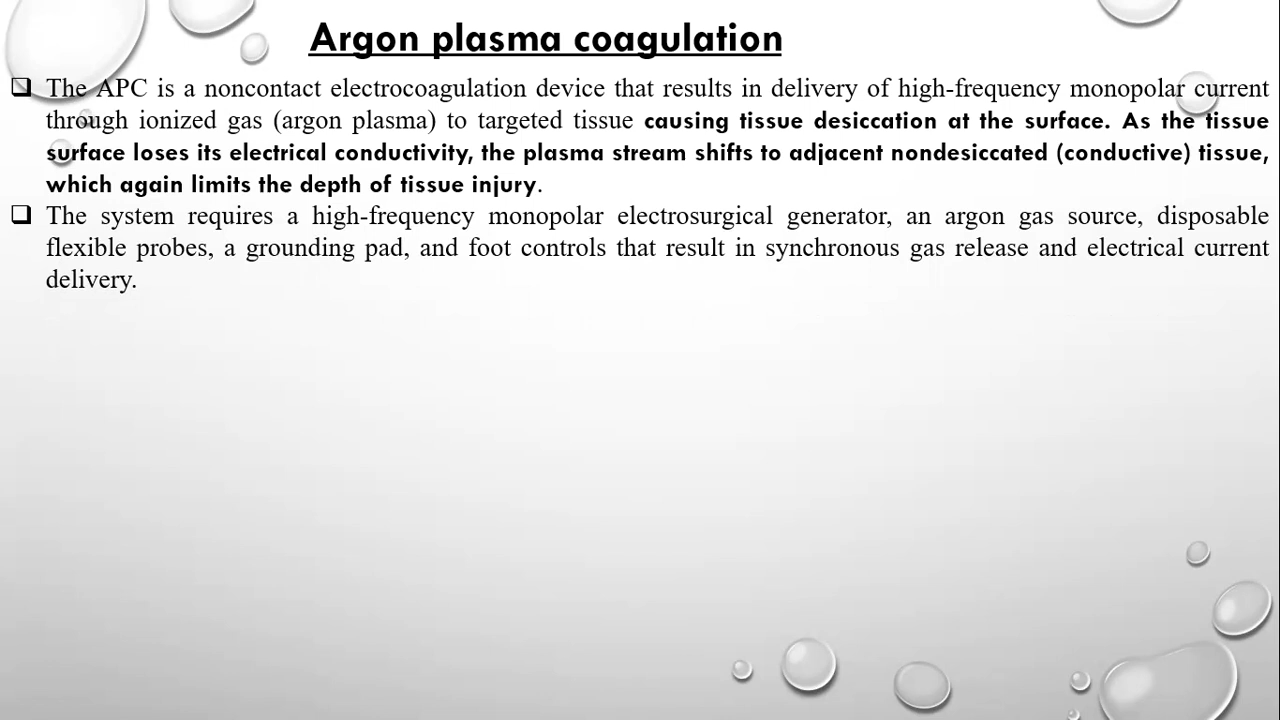 Argon plasma coagulation
The APC is a noncontact electrocoagulation device that results in delivery of high-frequency monopolar current
through ionized gas (argon plasma) to targeted tissue causing tissue desiccation at the surface. As the tissue
surface loses its electrical conductivity, the plasma stream shifts to adjacent nondesiccated (conductive) tissue,
which again limits the depth of tissue injury.
The system requires a high-frequency monopolar electrosurgical generator, an argon gas source, disposable
flexible probes, a grounding pad, and foot controls that result in synchronous gas release and electrical current
delivery.